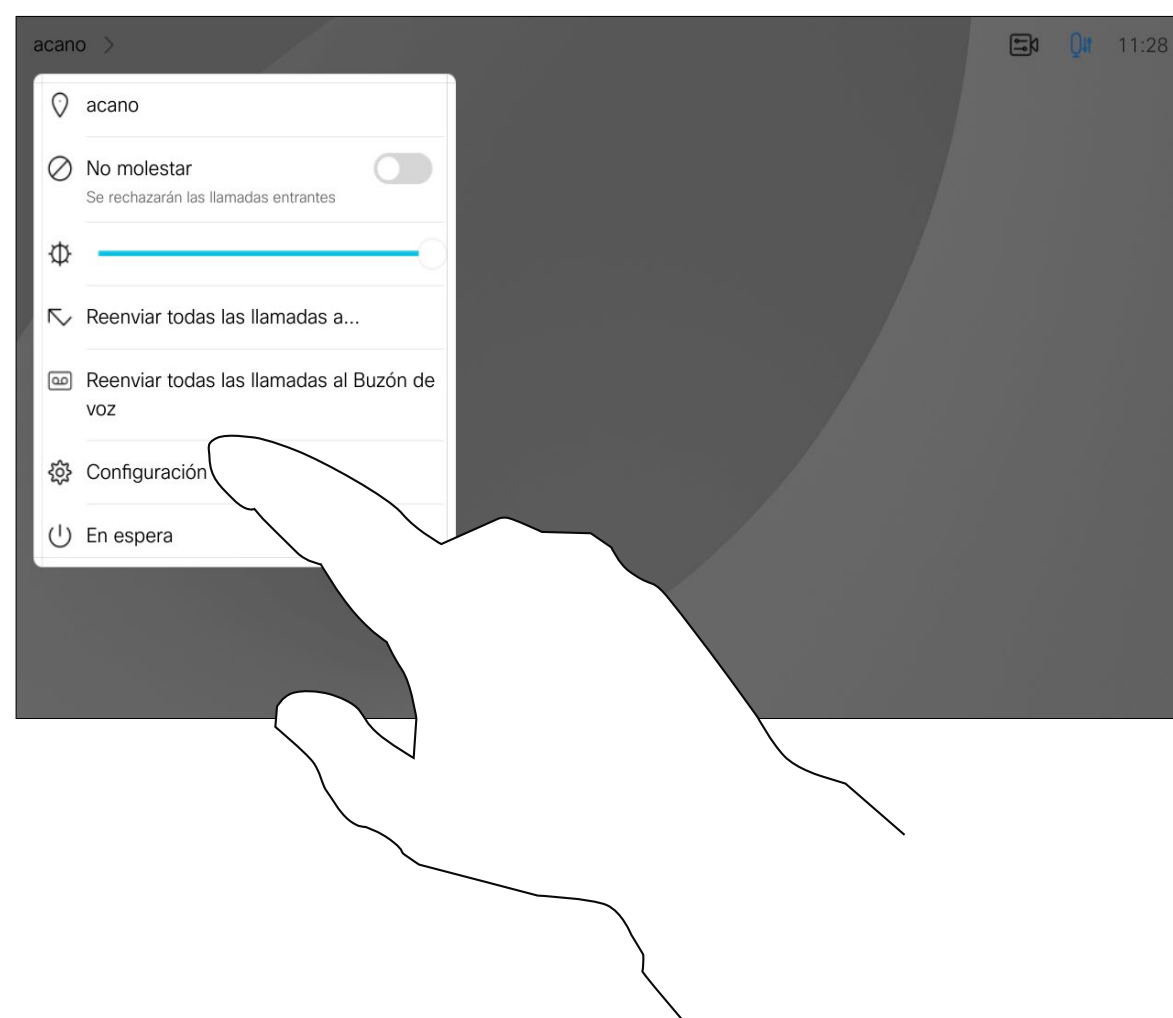 acano
11:28
acano
No molestar
Se rechazarán las llamadas entrantes
Reenviar todas las llamadas a...
Reenviar todas las llamadas al Buzón de
voz
Configuración
En espera